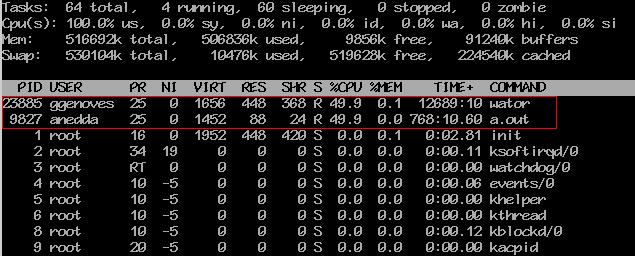 Tasks: 64 total, 4 running, 60 sleeping, 0 stopped, 0 zombie
Cpu(s): 100.0% us, 0.0% sy, 0.0% ni, 0.0% id, 0.0% wa, 0.0% hi, 0.0% si
Mem: 516692k total, 506836k used, 9856k free, 91240k buffers
Swap: 530104k total, 10476k used, 519628k free, 224540k cached
PID USER PR NI VIRT RES SHR S %CPU %MEM TIME+ COMMAND
23885 ggenoves 25 0 1656 448 368 R 49.9 0.1 12689:10 wator
9827 anedda 25 0 1452 88 24 R 49.9 0.0 768:10.60 a.out
1 root 16 0 1952 448 420 S 0.0 0.1 0:02.81 init
2 root 34 19 0 0 0 S 0.0 0.0 0:00.11 ksoftirqd/0
3 root RT 0 0 0 0 S 0.0 0.0 0:00.00 watchdog/0
4 root 10 -5 0 0 0 S 0.0 0.0 0:00.06 events/0
5 root 10 -5 0 0 0 S 0.0 0.0 0:00.00 khelper
6 root 10 -5 0 0 0 S 0.0 0.0 0:00.00 kthread
8 root 10 -5 0 0 0 S 0.0 0.0 0:00.12 kblockd/0
9 root 20 -5 0 0 0 S 0.0 0.0 0:00.00 kacpid